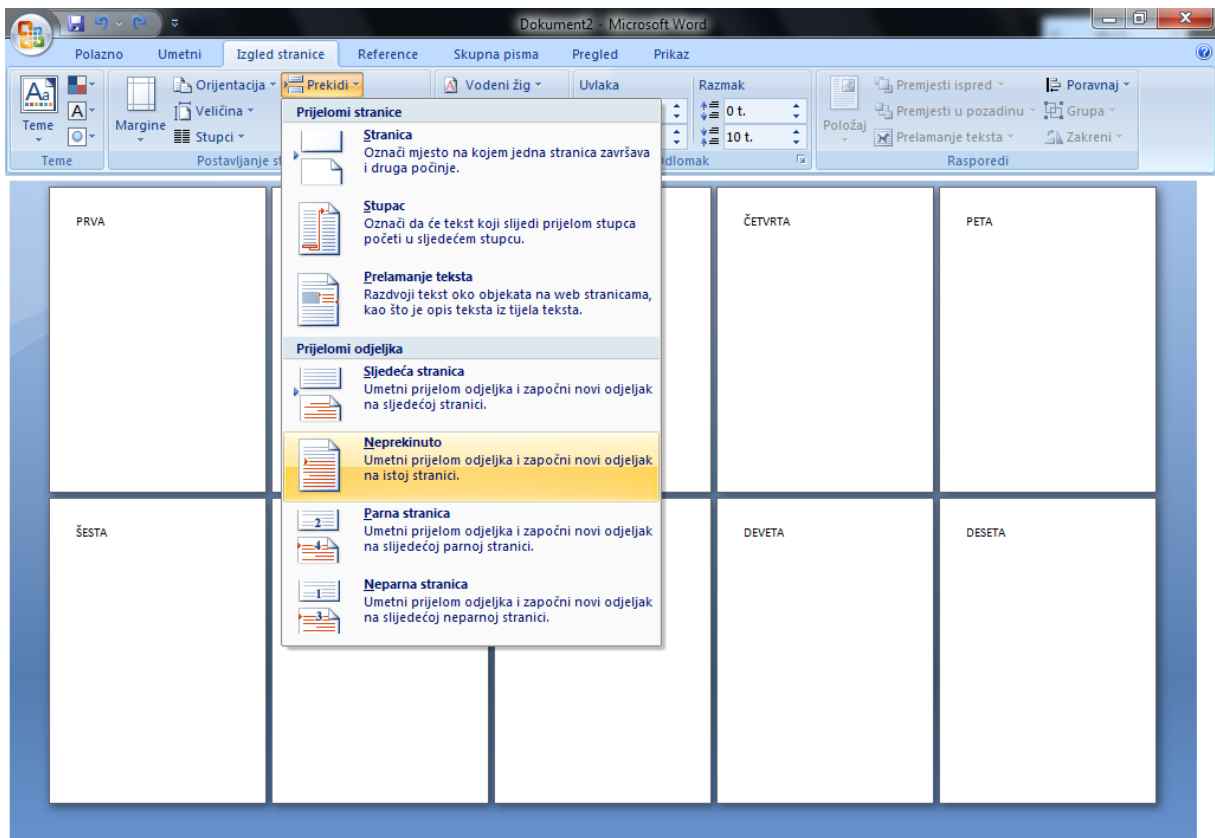 Dokument2 - Microsoft Word
Polazno Umetni Izgled stranice Reference Skupna pisma Pregled Prikaz
Teme
Margine
Orijentacija
Veličina
Stupci
Prekidi
Vodeni žig
Uvlaka
Razmak
0 t.
10 t.
Položaj
Premjesti ispred
Premjesti u pozadinu
Prelamanje teksta
Poravnaj
Grupa
Zakreni
Teme
Postavljanje st
dlomak
Rasporedi
Prijelomi stranice
Stranica
Označi mjesto na kojem jedna stranica završava
i druga počinje.
Stupac
Označi da će tekst koji slijedi prijelom stupca
početi u sljedećem stupcu.
Prelamanje teksta
Razdvoji tekst oko objekata na web stranicama,
kao što je opis teksta iz tijela teksta.
Prijelomi odjeljka
Sljedeća stranica
Umetni prijelom odjeljka i započni novi odjeljak
na sljedećoj stranici.
Neprekinuto
Umetni prijelom odjeljka i započni novi odjeljak
na istoj stranici.
Parna stranica
Umetni prijelom odjeljka i započni novi odjeljak
na slijedećoj parnoj stranici.
Neparna stranica
Umetni prijelom odjeljka i započni novi odjeljak
na slijedećoj neparnoj stranici.
PRVA
ČETVRTA
PETA
ŠESTA
DEVETA
DESETA